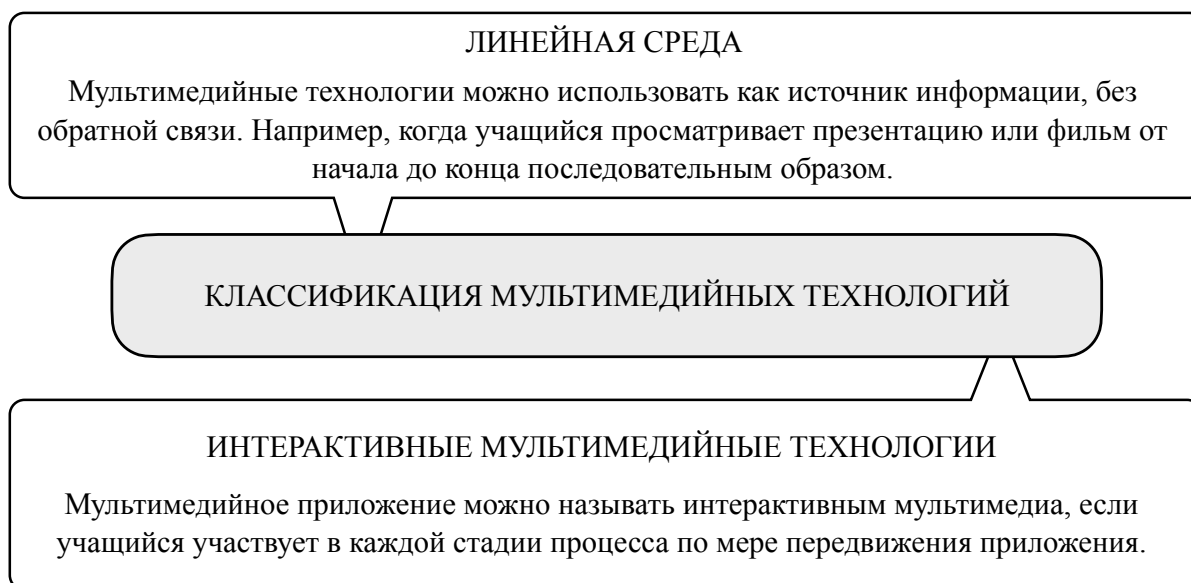 ЛИНЕЙНАЯ СРЕДА
Мультимедийные технологии можно использовать как источник информации, без
обратной связи. Например, когда учащийся просматривает презентацию или фильм от
начала до конца последовательным образом.
КЛАССИФИКАЦИЯ МУЛЬТИМЕДИЙНЫХ ТЕХНОЛОГИЙ
ИНТЕРАКТИВНЫЕ МУЛЬТИМЕДИЙНЫЕ ТЕХНОЛОГИИ
Мультимедийное приложение можно называть интерактивным мультимедиа, если
учащийся участвует в каждой стадии процесса по мере передвижения приложения.